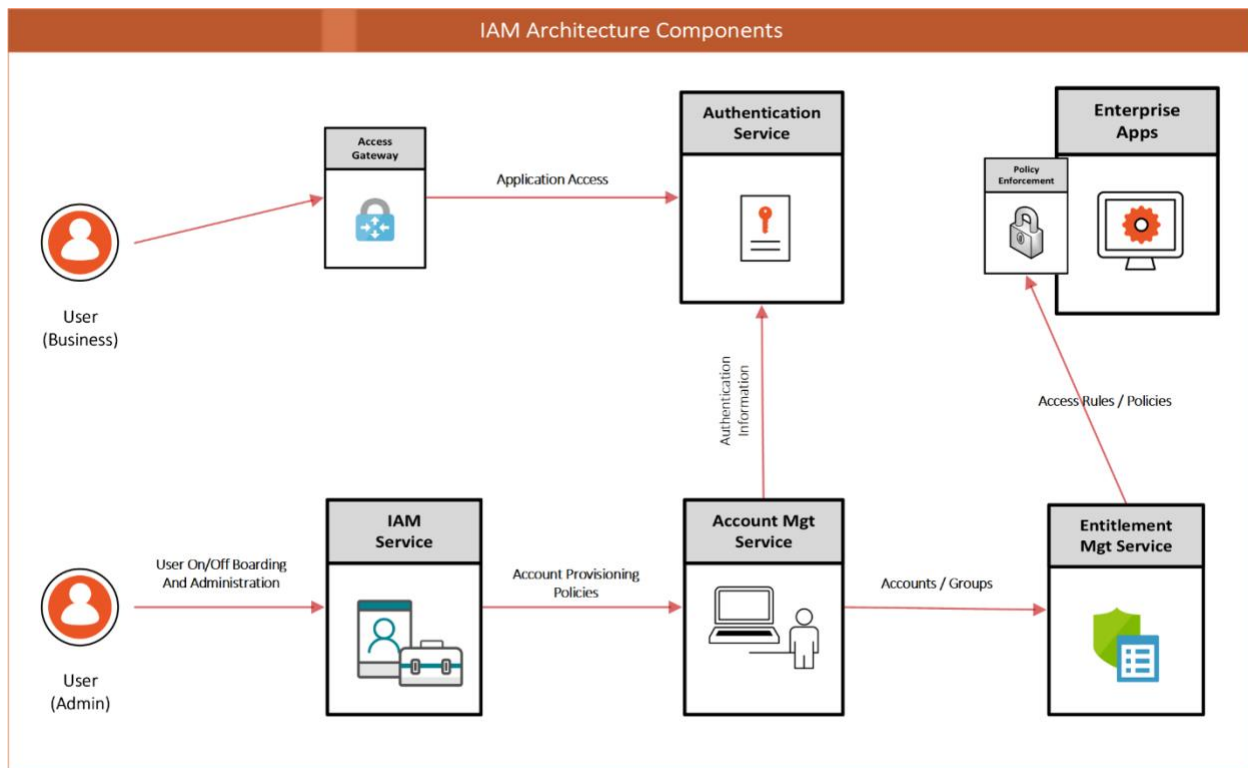 IAM Architecture Components
Access
Gateway
Application Access
Authentication
Service
Enterprise
Apps
Policy
Enforcement
User
(Business)
Authentication
Information
Access Rules / Policies
User On/Off Boarding
And Administration
IAM
Service
Account Provisioning
Policies
Account Mgt
Service
Accounts / Groups
Entitlement
Mgt Service
User
(Admin)